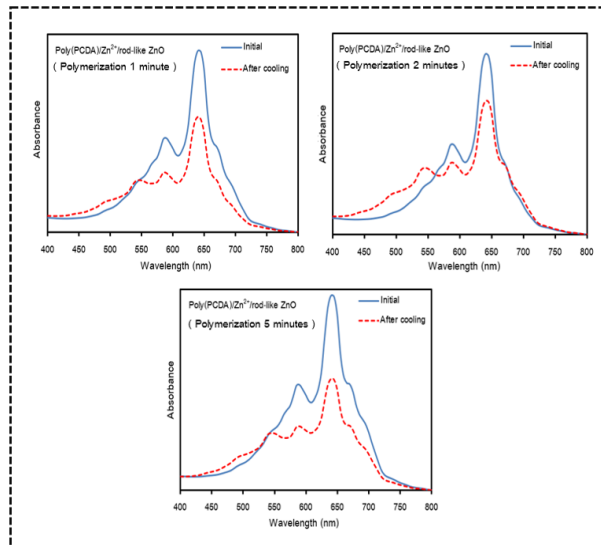 Poly(PCDA)/Zn²⁺/rod-like ZnO
( Polymerization 1 minute )
Initial
After cooling
Absorbance
400 450 500 550 600 650 700 750 800
Wavelength (nm)
Poly(PCDA)/Zn²⁺/rod-like ZnO
( Polymerization 2 minutes )
Initial
After cooling
Absorbance
400 450 500 550 600 650 700 750 800
Wavelength (nm)
Poly(PCDA)/Zn²⁺/rod-like ZnO
( Polymerization 5 minutes )
Initial
After cooling
Absorbance
400 450 500 550 600 650 700 750 800
Wavelength (nm)